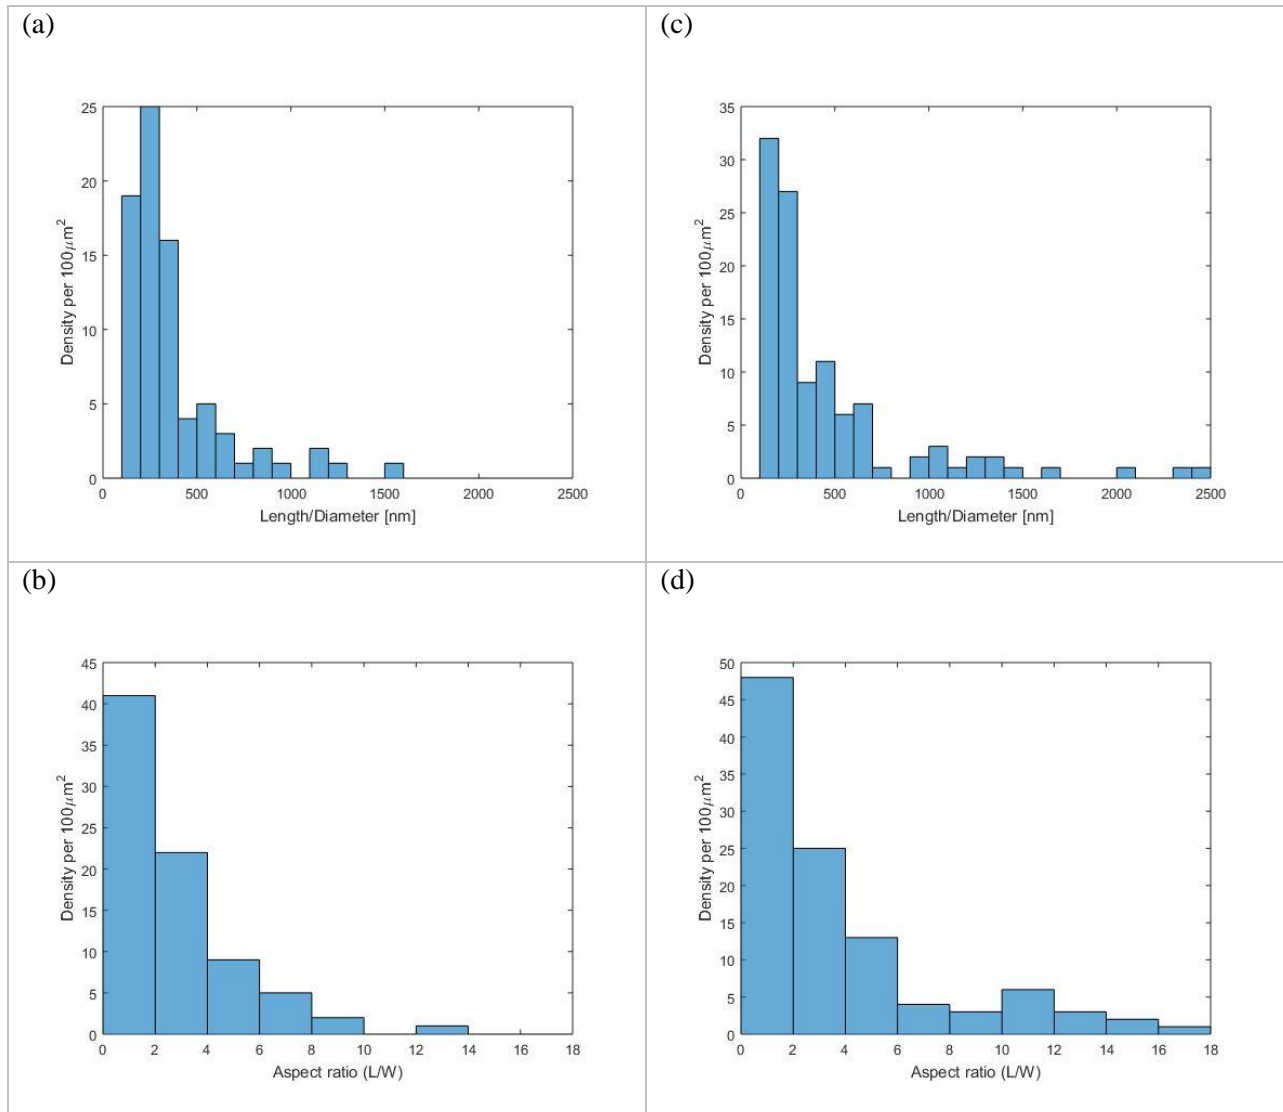 (a)
25
20
15
10
5
0
Density per 100μm²
0 500 1000 1500 2000 2500
Length/Diameter [nm]
(c)
35
30
25
20
15
10
5
0
Density per 100μm²
0 500 1000 1500 2000 2500
Length/Diameter [nm]
(b)
45
40
35
30
25
20
15
10
5
0
Density per 100μm²
0 2 4 6 8 10 12 14 16 18
Aspect ratio (L/W)
(d)
50
45
40
35
30
25
20
15
10
5
0
Density per 100μm²
0 2 4 6 8 10 12 14 16 18
Aspect ratio (L/W)